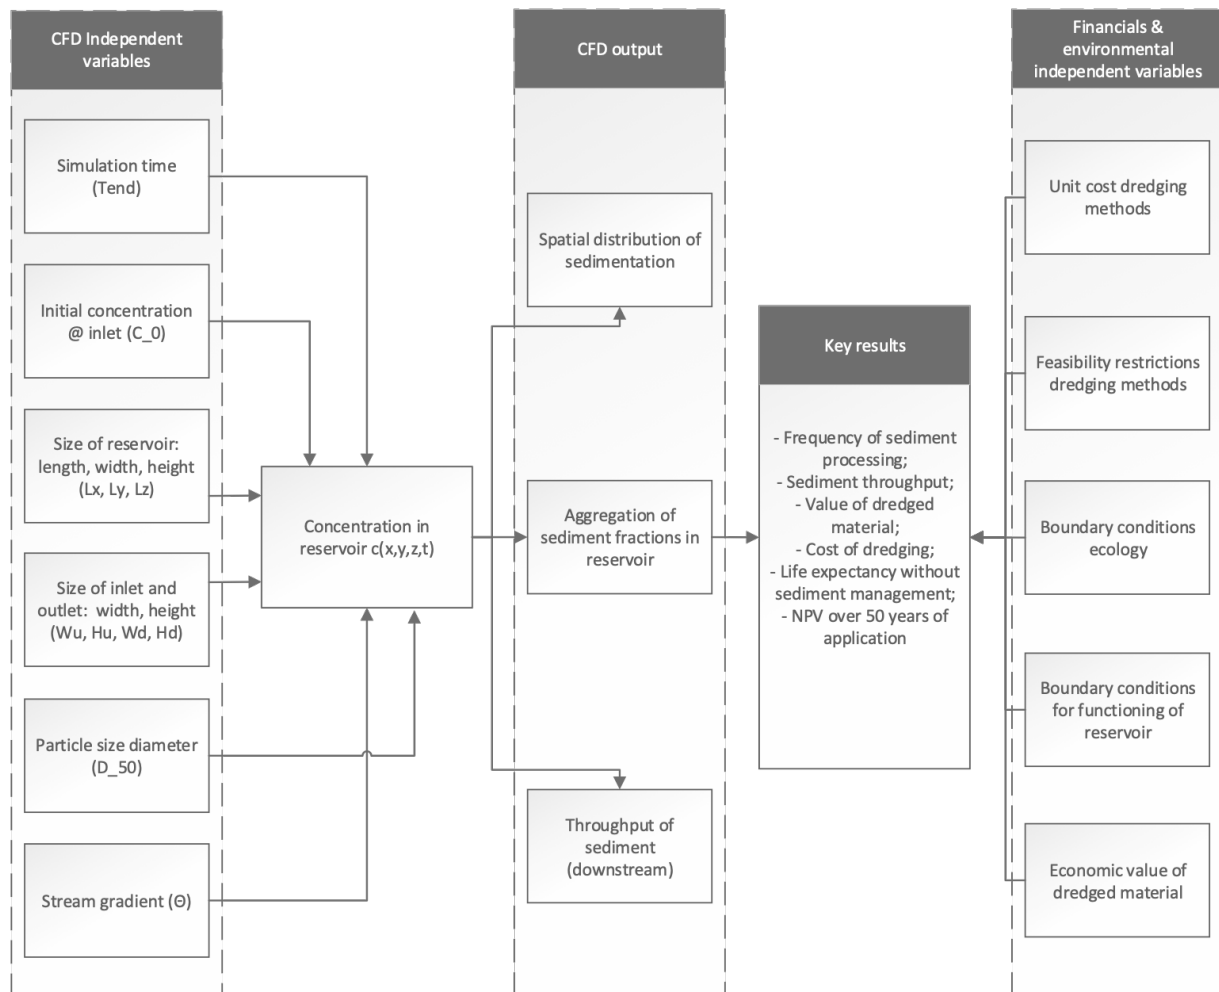 CFD Independent
variables
Simulation time
(Tend)
Initial concentration
@ inlet (C_0)
Size of reservoir:
length, width, height
(Lx, Ly, Lz)
Size of inlet and
outlet:  width, height
(Wu, Hu, Wd, Hd)
Particle size diameter
(D_50)
Stream gradient (Θ)
Concentration in
reservoir c(x,y,z,t)
CFD output
Spatial distribution of
sedimentation
Aggregation of
sediment fractions in
reservoir
Throughput of
sediment
(downstream)
Key results
- Frequency of sediment
processing;
- Sediment throughput;
- Value of dredged
material;
- Cost of dredging;
- Life expectancy without
sediment management;
- NPV over 50 years of
application
Financials &
environmental
independent variables
Unit cost dredging
methods
Feasibility restrictions
dredging methods
Boundary conditions
ecology
Boundary conditions
for functioning of
reservoir
Economic value of
dredged material